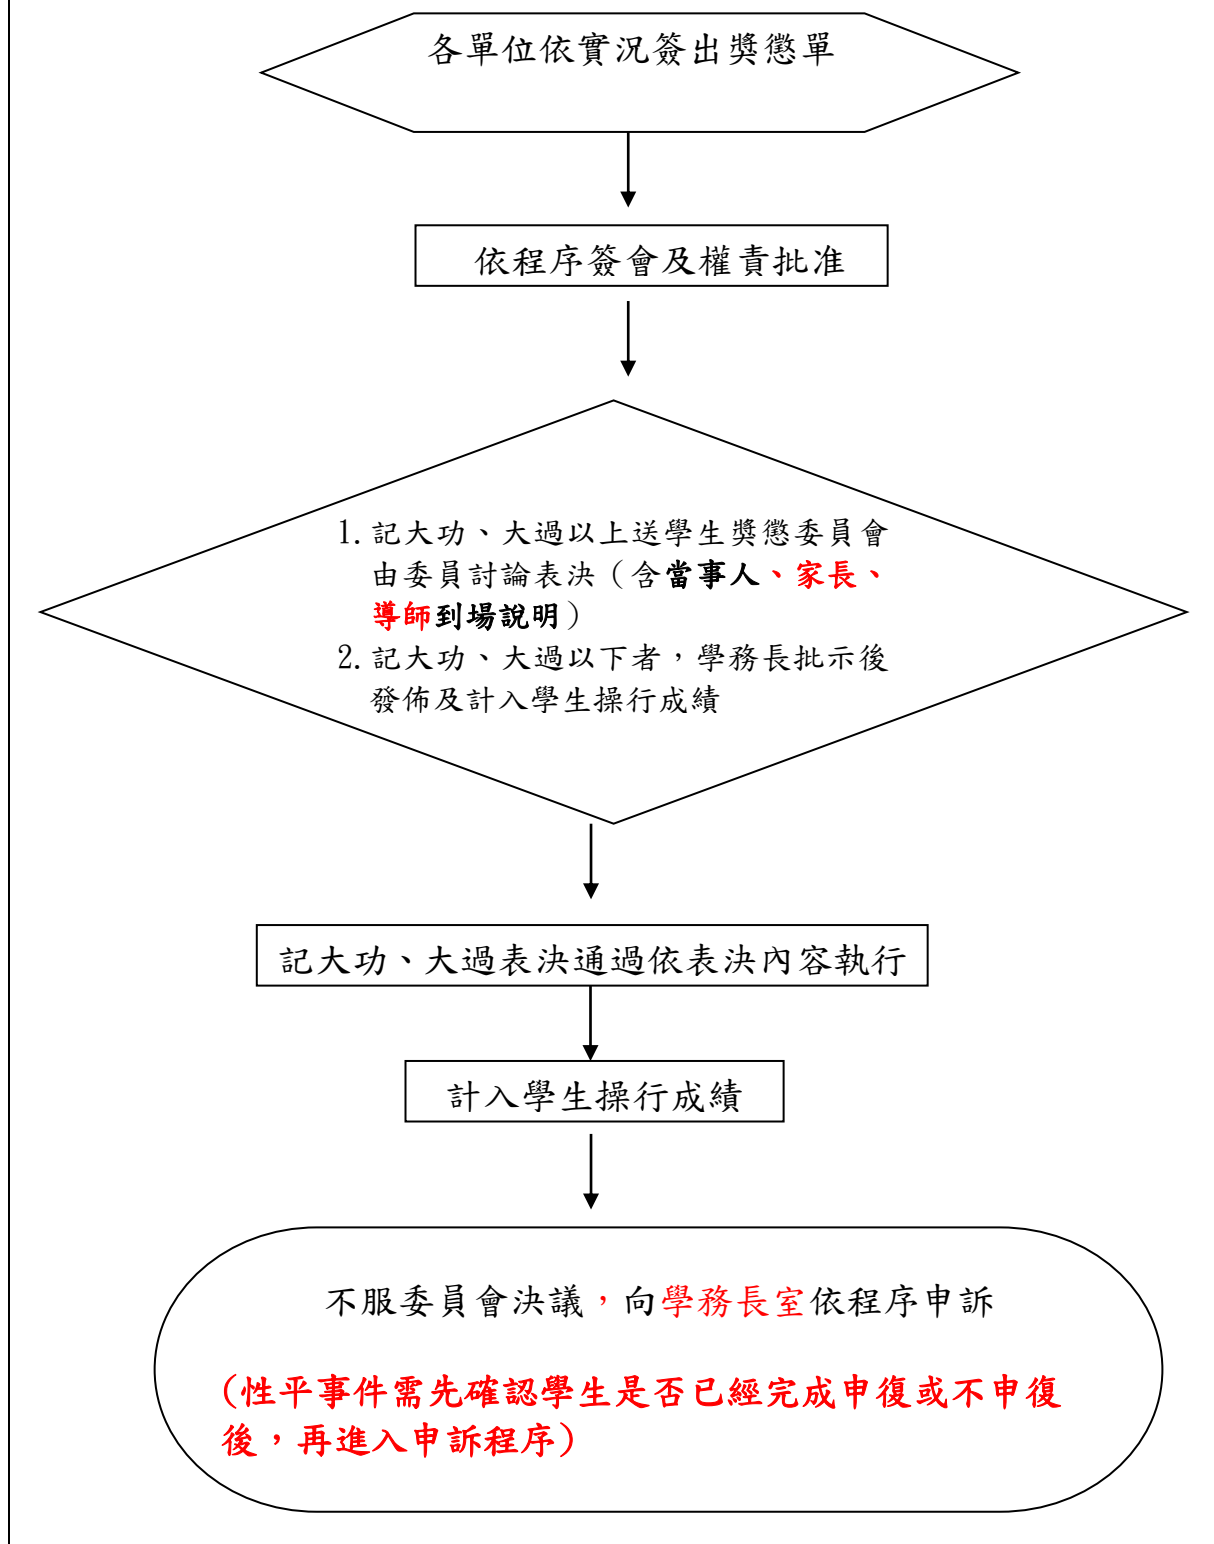 各單位依實況簽出獎懲單
依程序簽會及權責批准
1.記大功、大過以上送學生獎懲委員會
由委員討論表決（含當事人、家長、
導師到場說明）
2.記大功、大過以下者，學務長批示後
發佈及計入學生操行成績
記大功、大過表決通過依表決內容執行
計入學生操行成績
不服委員會決議，向學務長室依程序申訴
(性平事件需先確認學生是否已經完成申復或不申復
後，再進入申訴程序)